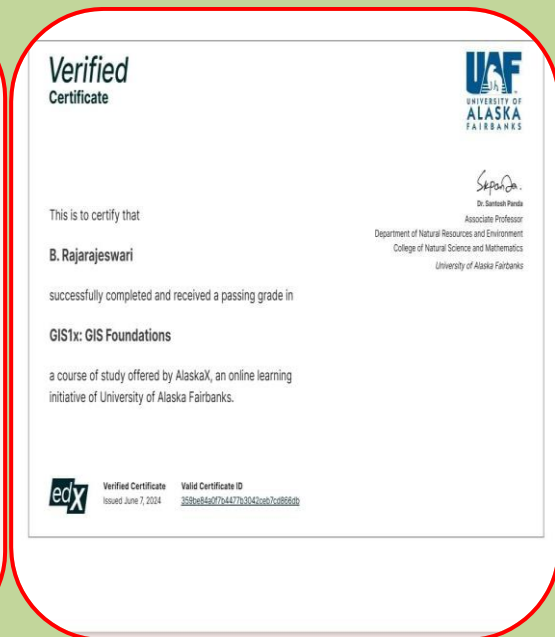 Verified
Certificate
UAF
UNIVERSITY OF
ALASKA
FAIRBANKS
Dr. Santosh Panda
Associate Professor
Department of Natural Resources and Environment
College of Natural Science and Mathematics
University of Alaska Fairbanks
This is to certify that
B. Rajarajeswari
successfully completed and received a passing grade in
GIS1x: GIS Foundations
a course of study offered by AlaskaX, an online learning
initiative of University of Alaska Fairbanks.
edX
Verified Certificate
Issued June 7, 2024
Valid Certificate ID
359be84a0f7b4477b3042ceb7cd866db